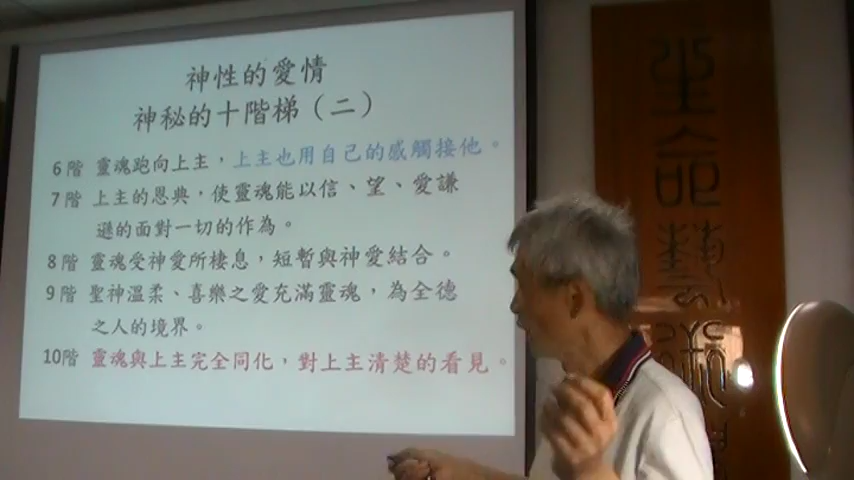 神性的愛情
神秘的十階梯（二）
6階 靈魂跑向上主，上主也用自己的感觸接他。
7階 上主的恩典，使靈魂能以信、望、愛謙
遜的面對一切的作為。
8階 靈魂受神愛所棲息，短暫與神愛結合。
9階 聖神溫柔、喜樂之愛充滿靈魂，為全德
之人的境界。
10階 靈魂與上主完全同化，對上主清楚的看見。